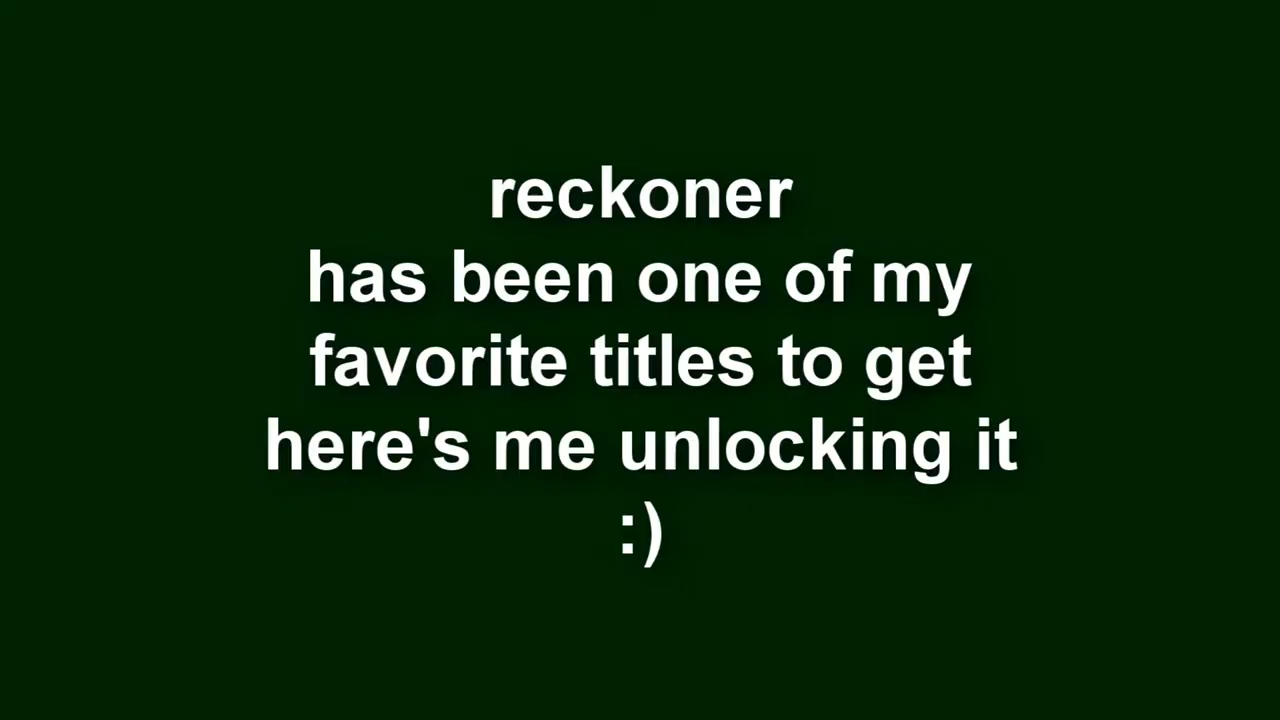 reckoner
has been one of my
favorite titles to get
here's me unlocking it
:)